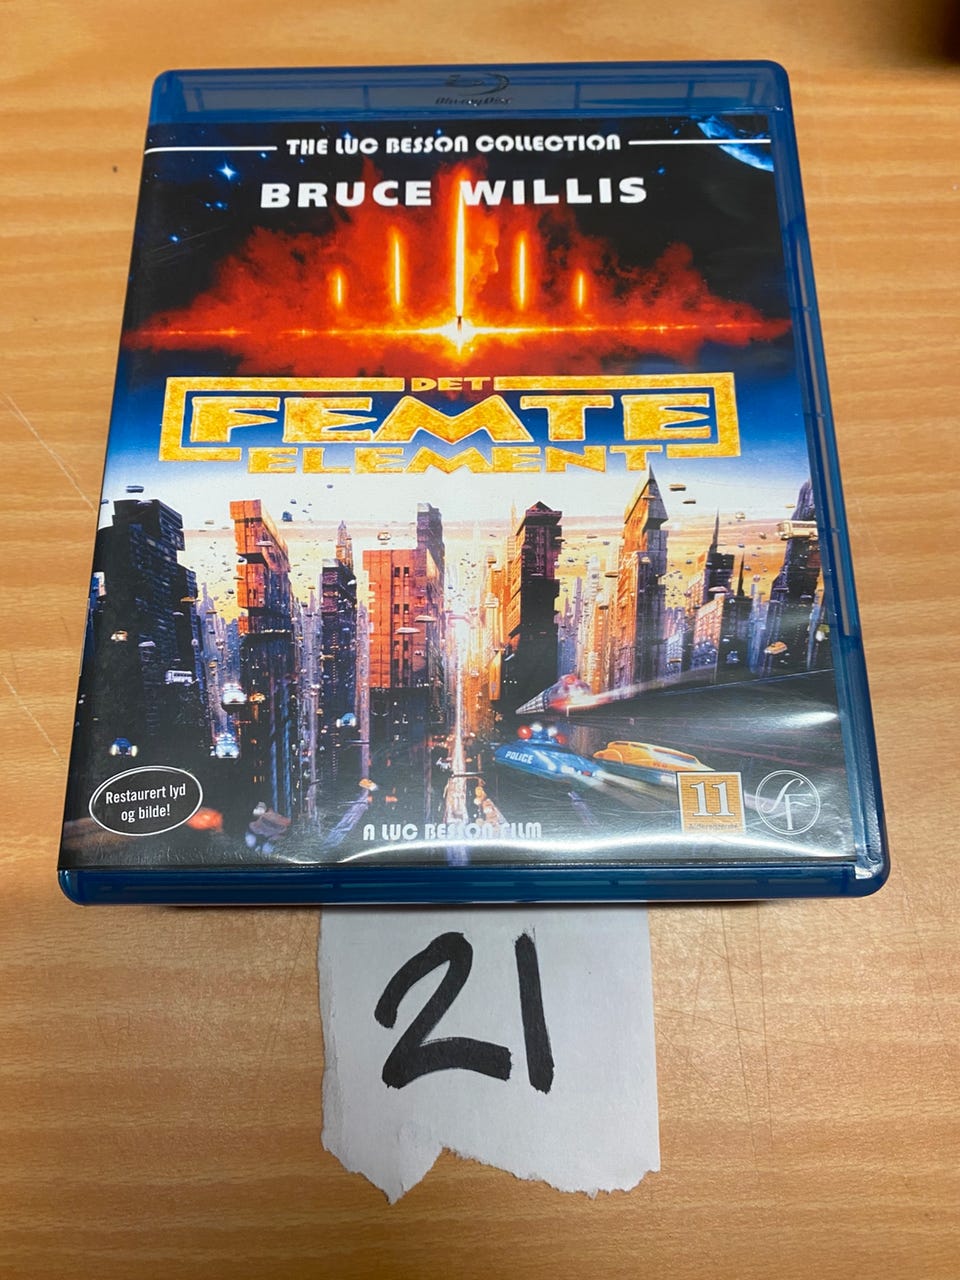 Blu-ray Disc
THE LUC BESSON COLLECTION
BRUCE WILLIS
DET
FEMTE
ELEMENT
POLICE
Restaurert lyd
og bilde!
11
SF
A LUC BESSON FILM
21